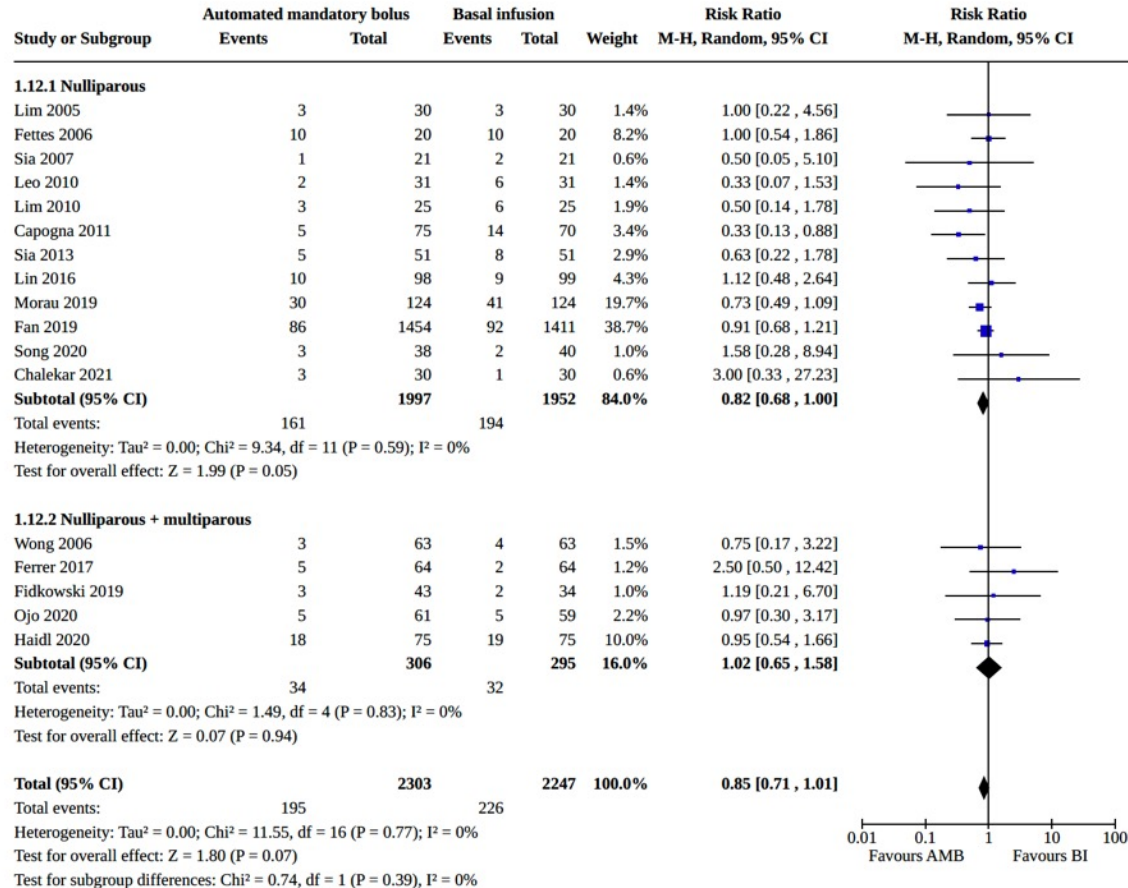 Automated mandatory bolus Basal infusion Risk Ratio Risk Ratio
Study or Subgroup Events Total Events Total Weight M-H, Random, 95% CI M-H, Random, 95% CI
1.12.1 Nulliparous
Lim 2005 3 30 3 30 1.4% 1.00 [0.22 , 4.56]
Fettes 2006 10 20 10 20 8.2% 1.00 [0.54 , 1.86]
Sia 2007 1 21 2 21 0.6% 0.50 [0.05 , 5.10]
Leo 2010 2 31 6 31 1.4% 0.33 [0.07 , 1.53]
Lim 2010 3 25 6 25 1.9% 0.50 [0.14 , 1.78]
Capogna 2011 5 75 14 70 3.3% 0.33 [0.13 , 0.88]
Sia 2013 5 51 8 51 2.9% 0.63 [0.22 , 1.78]
Lin 2016 10 98 9 99 4.3% 1.12 [0.48 , 2.64]
Morau 2019 30 124 41 124 19.7% 0.73 [0.49 , 1.09]
Fan 2019 86 1454 92 1411 38.7% 0.91 [0.68 , 1.21]
Song 2020 3 38 2 40 1.0% 1.58 [0.28 , 8.94]
Chalekar 2021 3 30 1 30 0.6% 3.00 [0.33 , 27.23]
Subtotal (95% CI) 1997 1952 84.0% 0.82 [0.68 , 1.00]
Total events: 161 194
Heterogeneity: Tau² = 0.00; Chi² = 9.34, df = 11 (P = 0.59); I² = 0%
Test for overall effect: Z = 1.99 (P = 0.05)
1.12.2 Nulliparous + multiparous
Wong 2006 3 63 4 63 1.5% 0.75 [0.17 , 3.22]
Ferrer 2017 5 64 2 64 1.2% 2.50 [0.50 , 12.42]
Fidkowski 2019 3 43 2 34 1.0% 1.19 [0.21 , 6.70]
Ojo 2020 5 61 5 59 2.2% 0.97 [0.30 , 3.17]
Haidl 2020 18 75 19 75 10.0% 0.95 [0.54 , 1.66]
Subtotal (95% CI) 306 295 16.0% 1.02 [0.65 , 1.58]
Total events: 34 32
Heterogeneity: Tau² = 0.00; Chi² = 1.49, df = 4 (P = 0.83); I² = 0%
Test for overall effect: Z = 0.07 (P = 0.94)
Total (95% CI) 2303 2247 100.0% 0.85 [0.71 , 1.01]
Total events: 195 226
Heterogeneity: Tau² = 0.00; Chi² = 11.55, df = 16 (P = 0.77); I² = 0%
Test for overall effect: Z = 1.80 (P = 0.07)
Test for subgroup differences: Chi² = 0.74, df = 1 (P = 0.39), I² = 0%
0.01 0.1 1 10 100
Favours AMB Favours BI